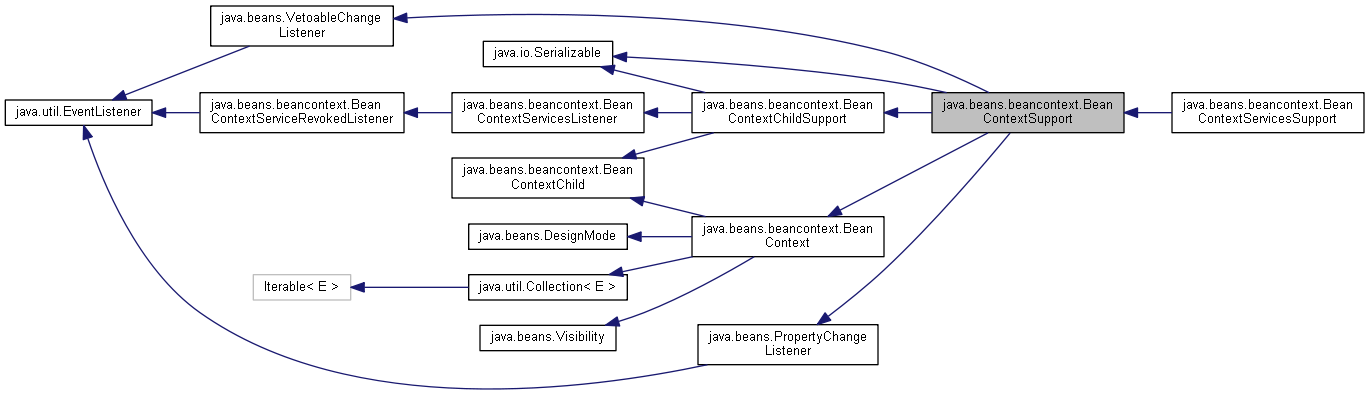 java.beans.VetoableChange
Listener
java.io.Serializable
java.util.EventListener
java.beans.beancontext.Bean
ContextServiceRevokedListener
java.beans.beancontext.Bean
ContextServicesListener
java.beans.beancontext.Bean
ContextChildSupport
java.beans.beancontext.Bean
ContextSupport
java.beans.beancontext.Bean
ContextServicesSupport
java.beans.beancontext.Bean
ContextChild
java.beans.DesignMode
java.beans.beancontext.Bean
Context
Iterable< E >
java.util.Collection< E >
java.beans.Visibility
java.beans.PropertyChange
Listener